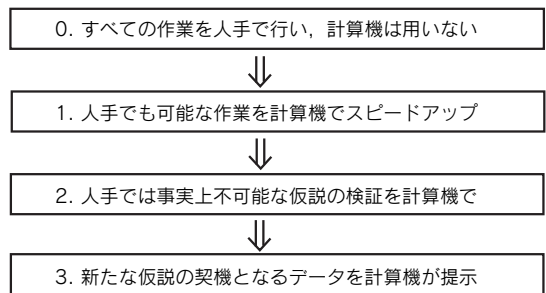 0. すべての作業を人手で行い，計算機は用いない
1. 人手でも可能な作業を計算機でスピードアップ
2. 人手では事実上不可能な仮説の検証を計算機で
3. 新たな仮説の契機となるデータを計算機が提示